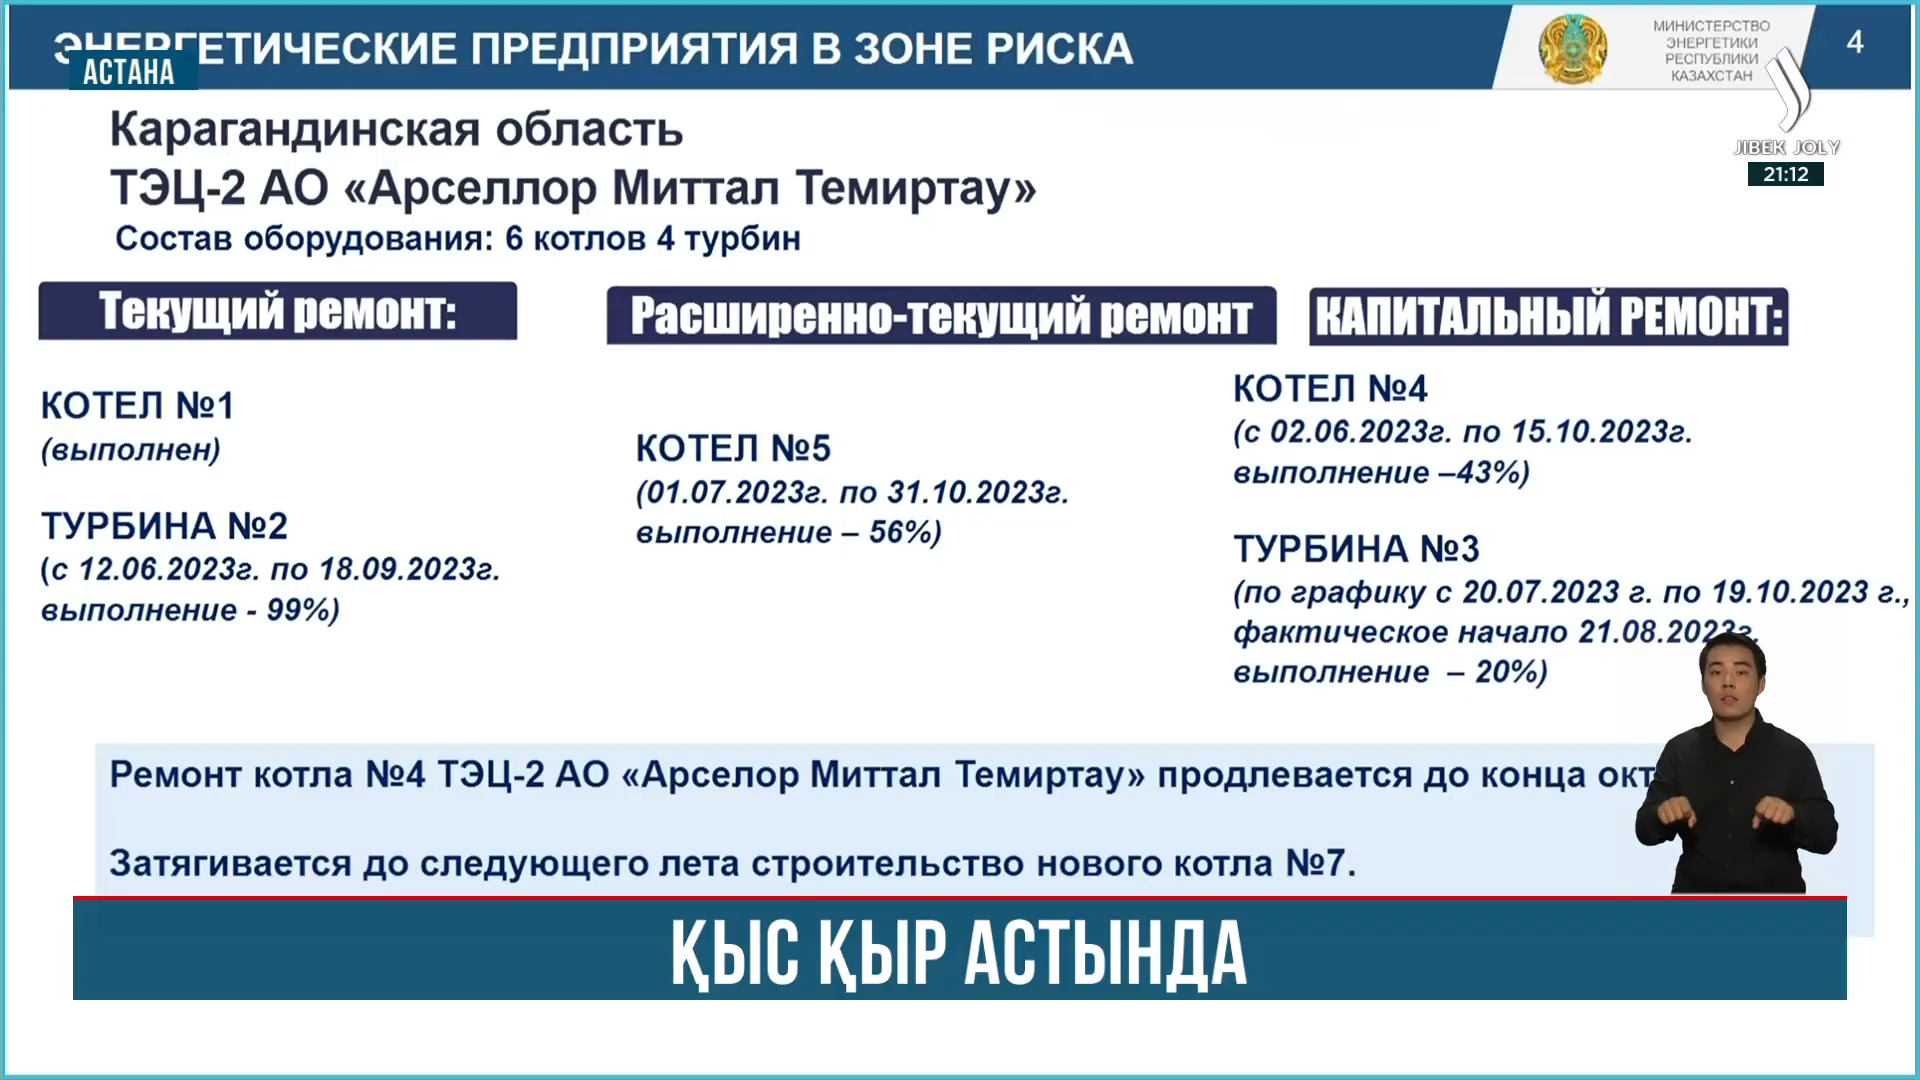 ЭНЕРГЕТИЧЕСКИЕ ПРЕДПРИЯТИЯ В ЗОНЕ РИСКА
АСТАНА
МИНИСТЕРСТВО
ЭНЕРГЕТИКИ
РЕСПУБЛИКИ
КАЗАХСТАН
4
JIBEK JOLY
21:12
Карагандинская область
ТЭЦ-2 АО «Арселлор Миттал Темиртау»
Состав оборудования: 6 котлов 4 турбин
Текущий ремонт:
КОТЕЛ №1
(выполнен)
ТУРБИНА №2
(с 12.06.2023г. по 18.09.2023г.
выполнение - 99%)
Расширенно-текущий ремонт
КОТЕЛ №5
(01.07.2023г. по 31.10.2023г.
выполнение – 56%)
КАПИТАЛЬНЫЙ РЕМОНТ:
КОТЕЛ №4
(с 02.06.2023г. по 15.10.2023г.
выполнение –43%)
ТУРБИНА №3
(по графику с 20.07.2023 г. по 19.10.2023 г.,
фактическое начало 21.08.2023г.
выполнение – 20%)
Ремонт котла №4 ТЭЦ-2 АО «Арселор Миттал Темиртау» продлевается до конца
Затягивается до следующего лета строительство нового котла №7.
ҚЫС ҚЫР АСТЫНДА